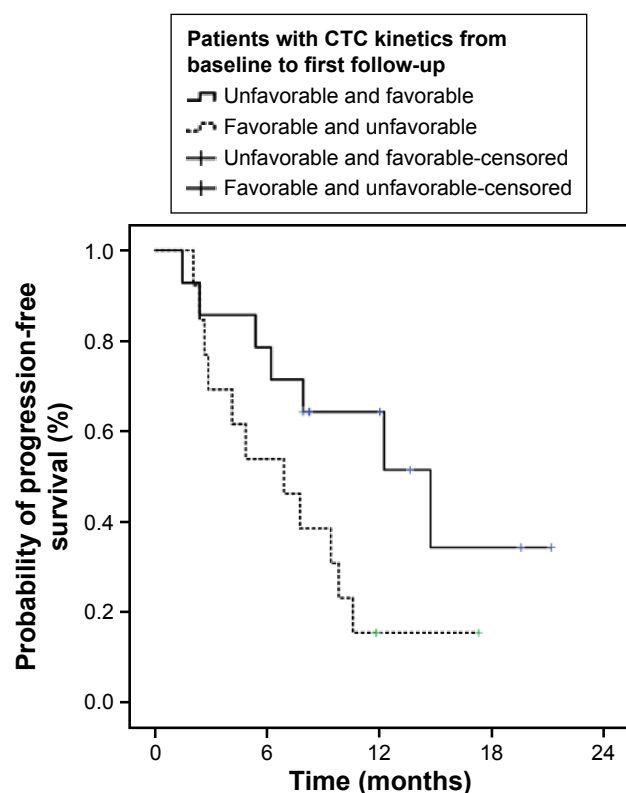 Patients with CTC kinetics from
baseline to first follow-up
Unfavorable and favorable
Favorable and unfavorable
Unfavorable and favorable-censored
Favorable and unfavorable-censored
Probability of progression-free
survival (%)
1.0
0.8
0.6
0.4
0.2
0.0
0 6 12 18 24
Time (months)